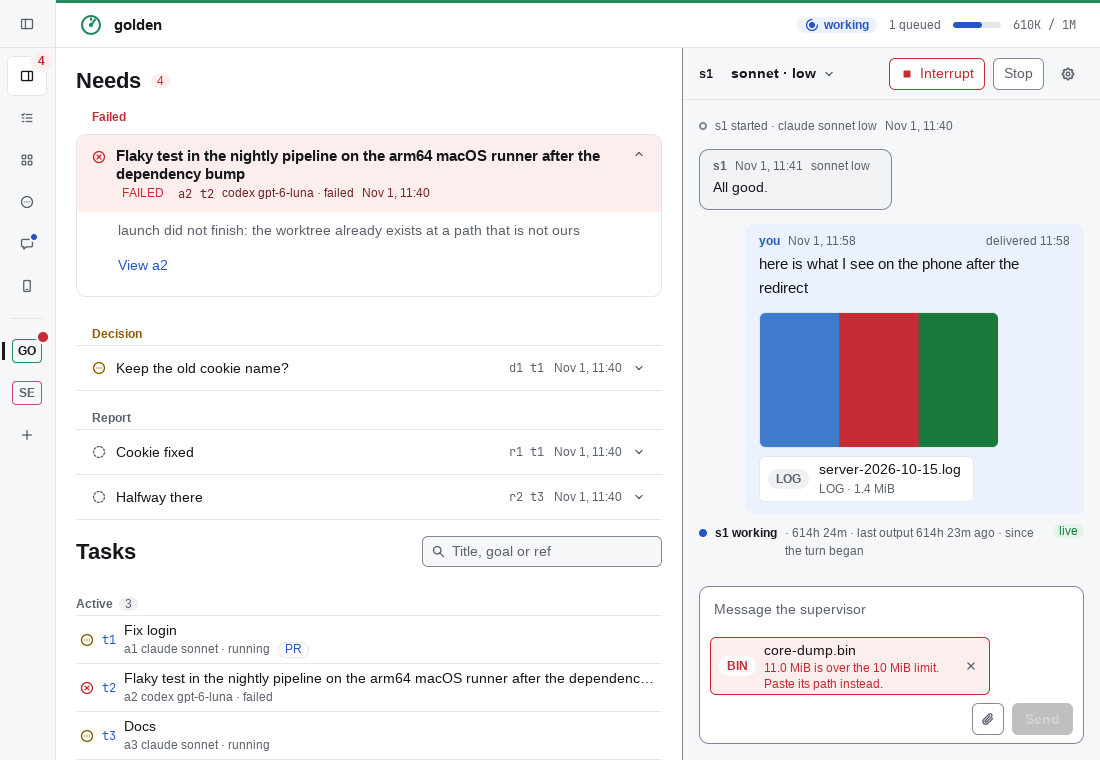 golden
working
1 queued
610K / 1M
4
GO
SE
Needs 4
Failed
Flaky test in the nightly pipeline on the arm64 macOS runner after the
dependency bump
FAILED a2 t2 codex gpt-6-luna · failed Nov 1, 11:40
launch did not finish: the worktree already exists at a path that is not ours
View a2
Decision
Keep the old cookie name? d1 t1 Nov 1, 11:40
Report
Cookie fixed r1 t1 Nov 1, 11:40
Halfway there r2 t3 Nov 1, 11:40
Tasks
Title, goal or ref
Active 3
t1 Fix login
a1 claude sonnet · running PR
t2 Flaky test in the nightly pipeline on the arm64 macOS runner after the dependenc…
a2 codex gpt-6-luna · failed
t3 Docs
a3 claude sonnet · running
s1 sonnet · low
Interrupt
Stop
s1 started · claude sonnet low Nov 1, 11:40
s1 Nov 1, 11:41 sonnet low
All good.
you Nov 1, 11:58 delivered 11:58
here is what I see on the phone after the
redirect
LOG
server-2026-10-15.log
LOG · 1.4 MiB
s1 working · 614h 24m · last output 614h 23m ago · since
the turn began
live
Message the supervisor
BIN
core-dump.bin
11.0 MiB is over the 10 MiB limit.
Paste its path instead.
Send